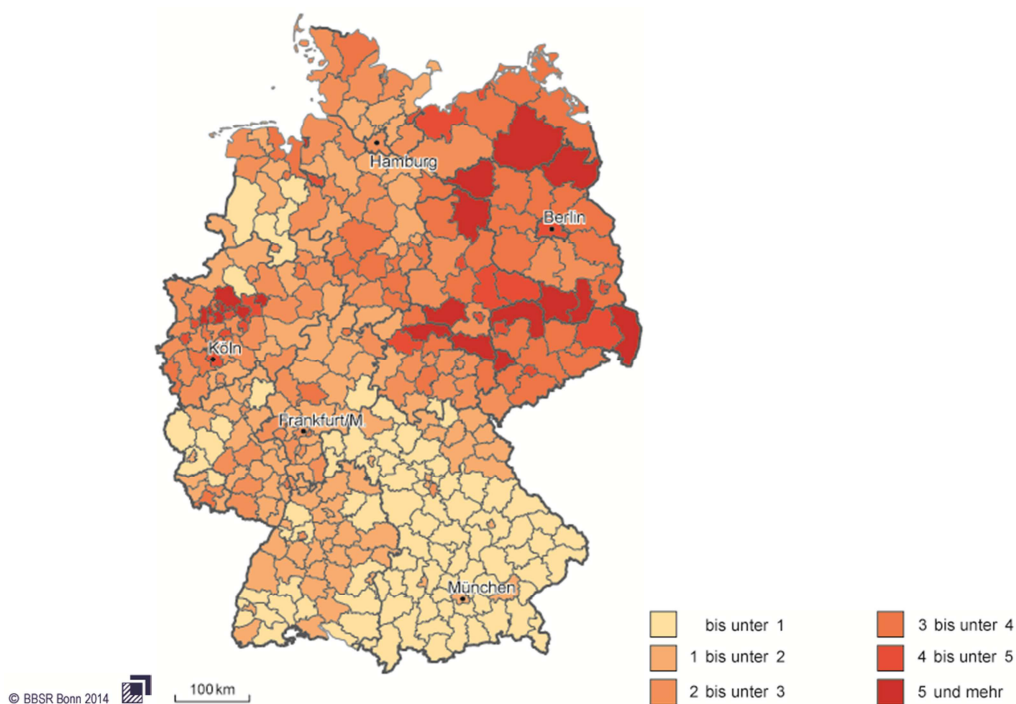 Hamburg
Berlin
Köln
Frankfurt/M.
München
bis unter 1
1 bis unter 2
2 bis unter 3
3 bis unter 4
4 bis unter 5
5 und mehr
© BBSR Bonn 2014
100 km